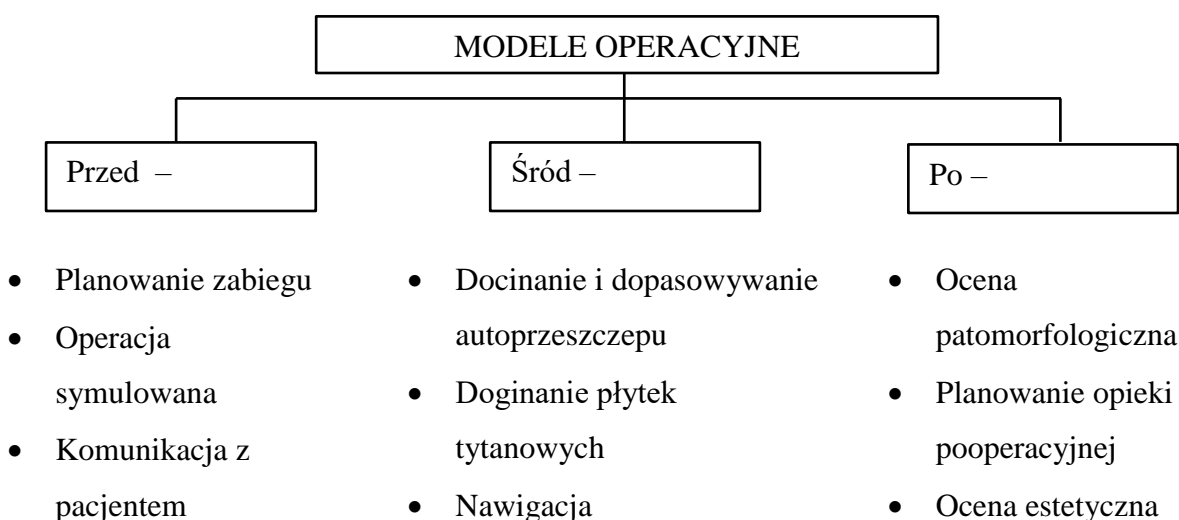 MODELE OPERACYJNE
Przed –
Śród –
Po –
• Planowanie zabiegu
• Operacja
symulowana
• Komunikacja z
pacjentem
• Docinanie i dopasowywanie
autoprzeszczepu
• Doginanie płytek
tytanowych
• Nawigacja
• Ocena
patomorfologiczna
• Planowanie opieki
pooperacyjnej
• Ocena estetyczna